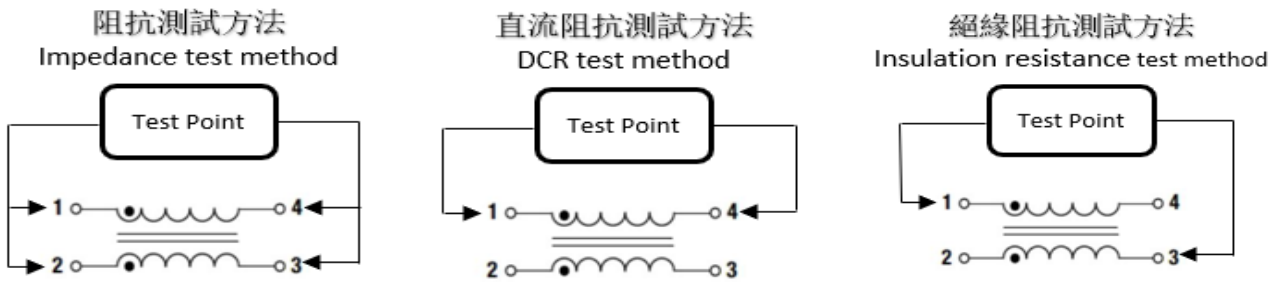 阻抗測試方法
Impedance test method
Test Point
1
4
2
3
直流阻抗測試方法
DCR test method
Test Point
1
4
2
3
絕緣阻抗測試方法
Insulation resistance test method
Test Point
1
4
2
3